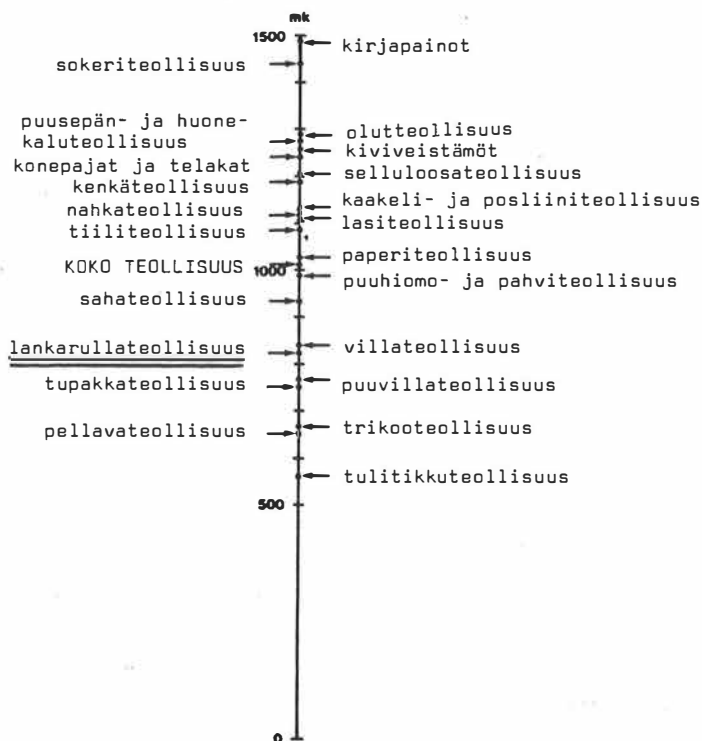 mk
1500
kirjapainot
sokeriteollisuus
puusepän- ja huone-
kaluteollisuus
olutteollisuus
kiviveistämöt
konepajat ja telakat
selluloosateollisuus
kenkäteollisuus
kaakeli- ja posliiniteollisuus
nahkateollisuus
lasiteollisuus
tiiliteollisuus
paperiteollisuus
KOKO TEOLLISUUS
1000
puuhiomo- ja pahviteollisuus
sahateollisuus
lankarullateollisuus
villateollisuus
tupakkateollisuus
puuvillateollisuus
pellavateollisuus
trikooteollisuus
tulitikkuteollisuus
500
0